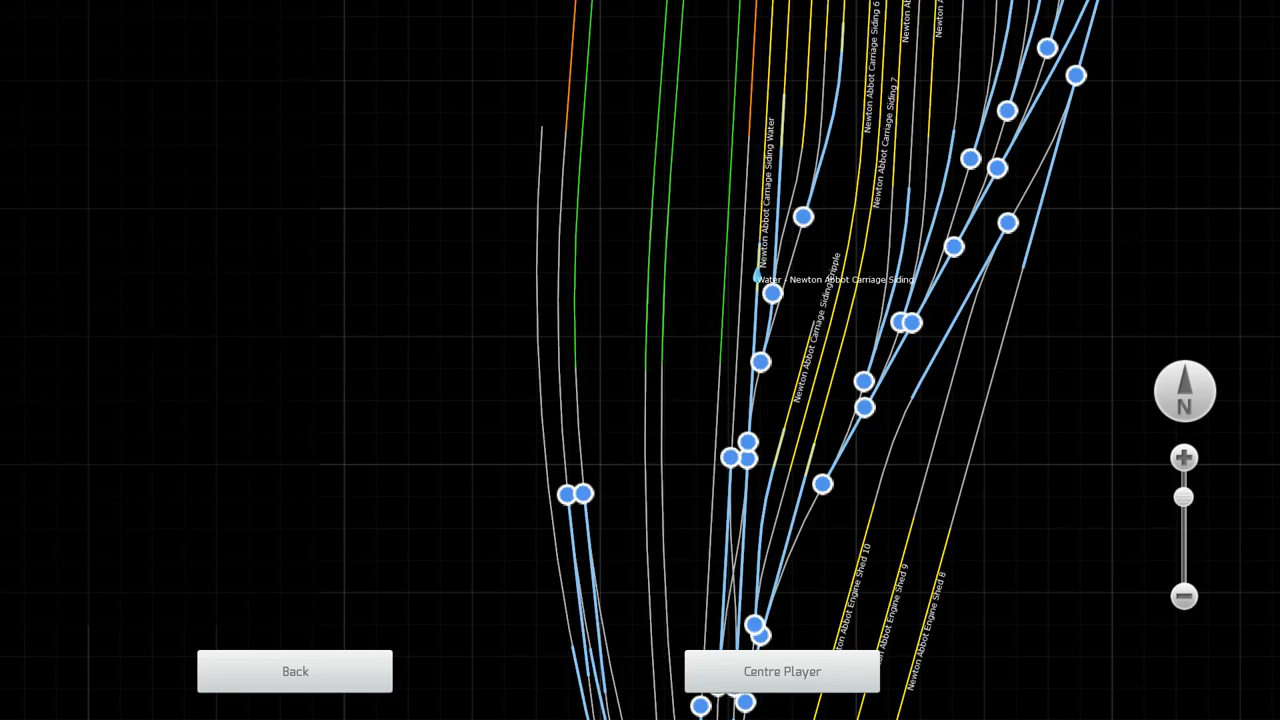 Newton Abbot Carriage Siding 6
Newton Abbot Carriage Siding 7
Newton Abbot Carriage Siding Water
Water - Newton Abbot Carriage Siding
Newton Abbot Carriage Siding Cripple
N
Abbot Engine Shed 10
Abbot Engine Shed 9
Newton Abbot Engine Shed 8
Back
Centre Player